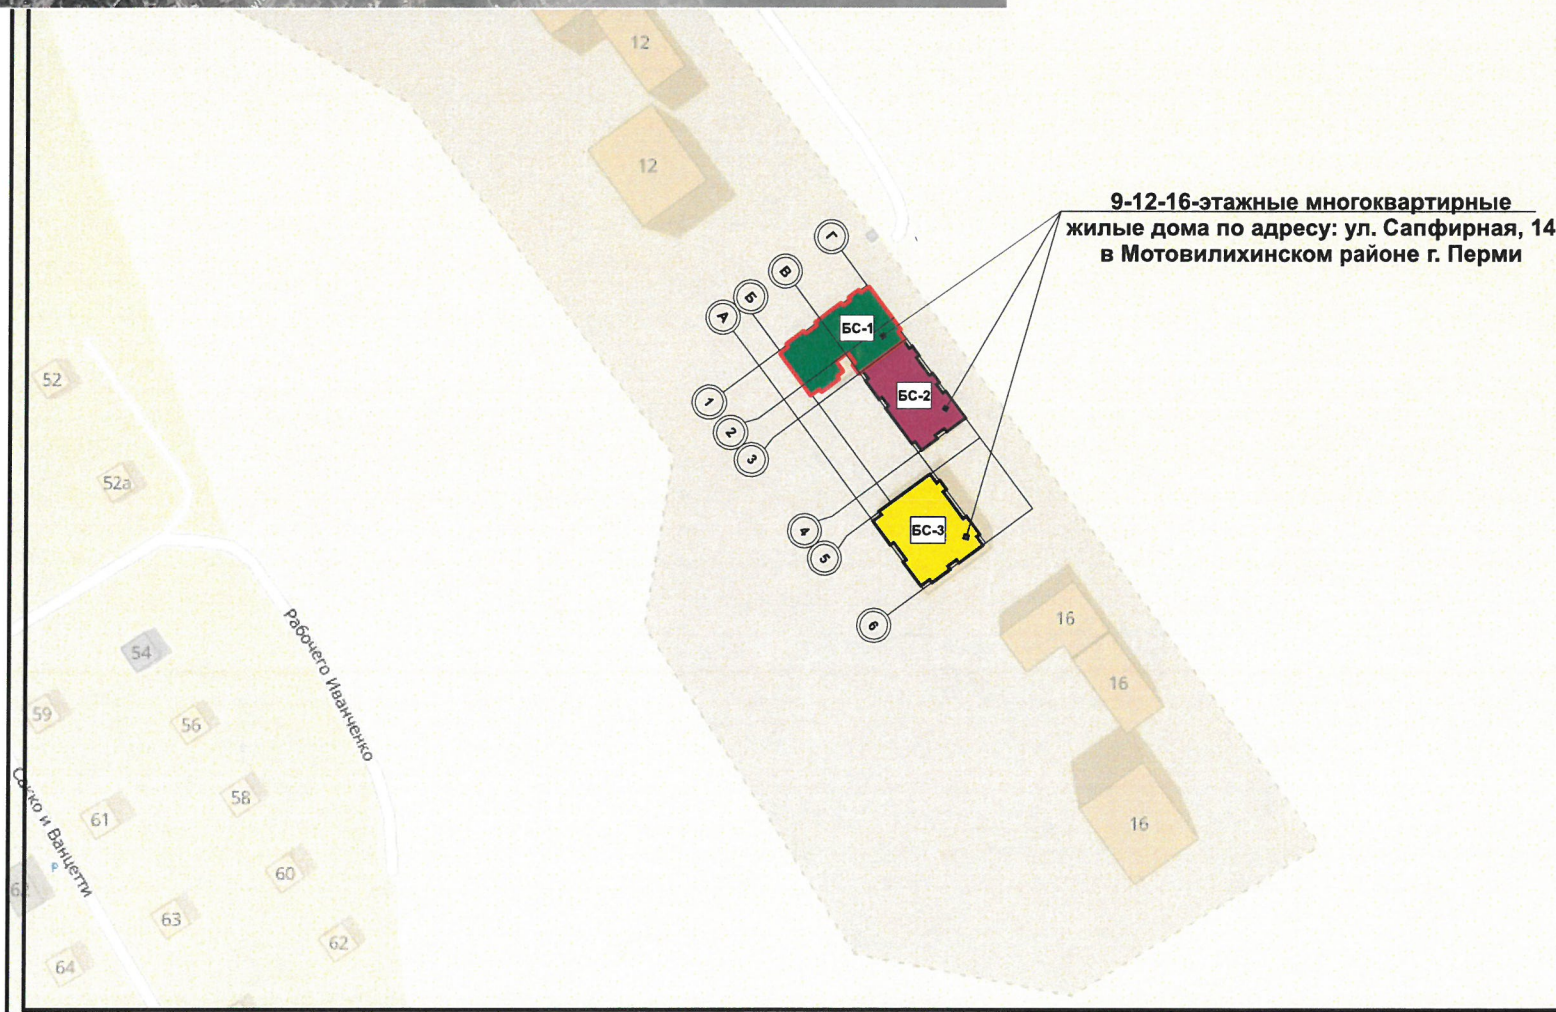 12
12
9-12-16-этажные многоквартирные
жилые дома по адресу: ул. Сапфирная, 14
в Мотовилихинском районе г. Перми
Г
В
Б
А
БС-1
БС-2
БС-3
1
2
3
4
5
6
52
52а
54
59
56
58
61
60
63
62
64
62
Рабочего Иванченко
Сакко и Ванцетти
Р
16
16
16